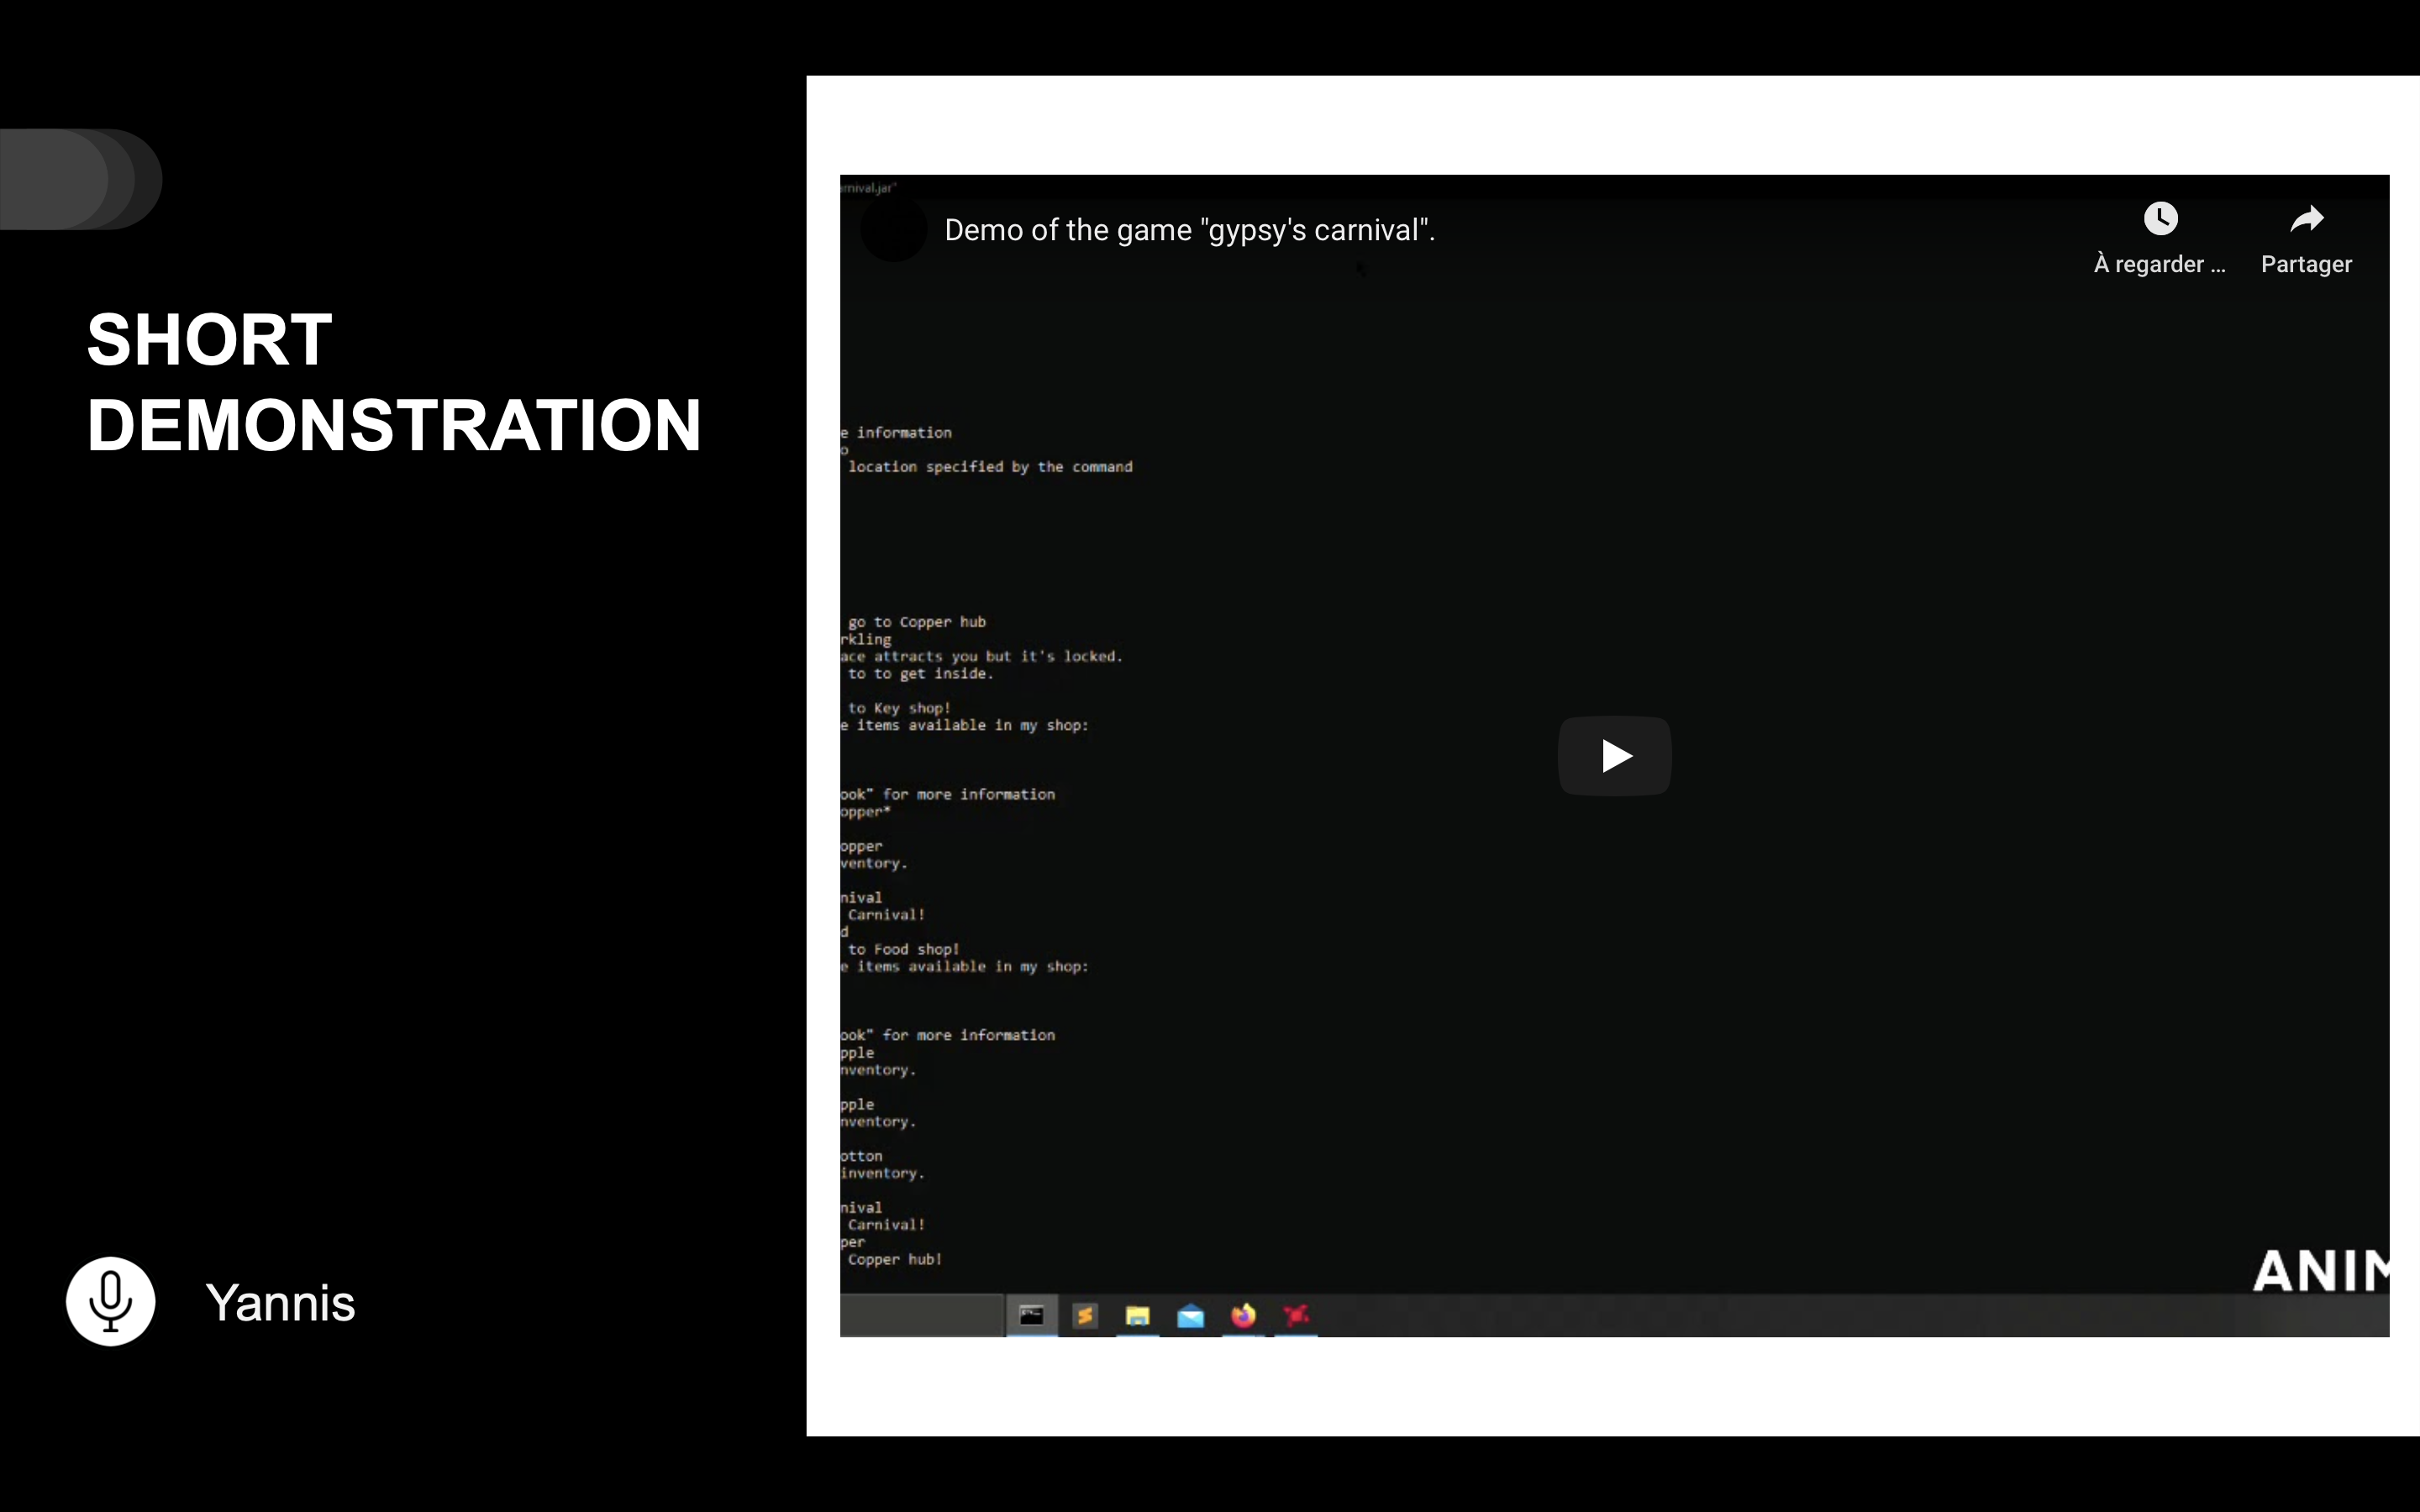 SHORT
DEMONSTRATION
Yannis
arnival.jar"
Demo of the game "gypsy's carnival".
À regarder ...
Partager
e information
o
location specified by the command
go to Copper hub
rkling
ace attracts you but it's locked.
to to get inside.
to Key shop!
e items available in my shop:
ook" for more information
opper*
opper
ventory.
nival
Carnival!
d
to Food shop!
e items available in my shop:
ook" for more information
pple
nventory.
pple
nventory.
otton
inventory.
nival
Carnival!
per
Copper hub!
ANIM